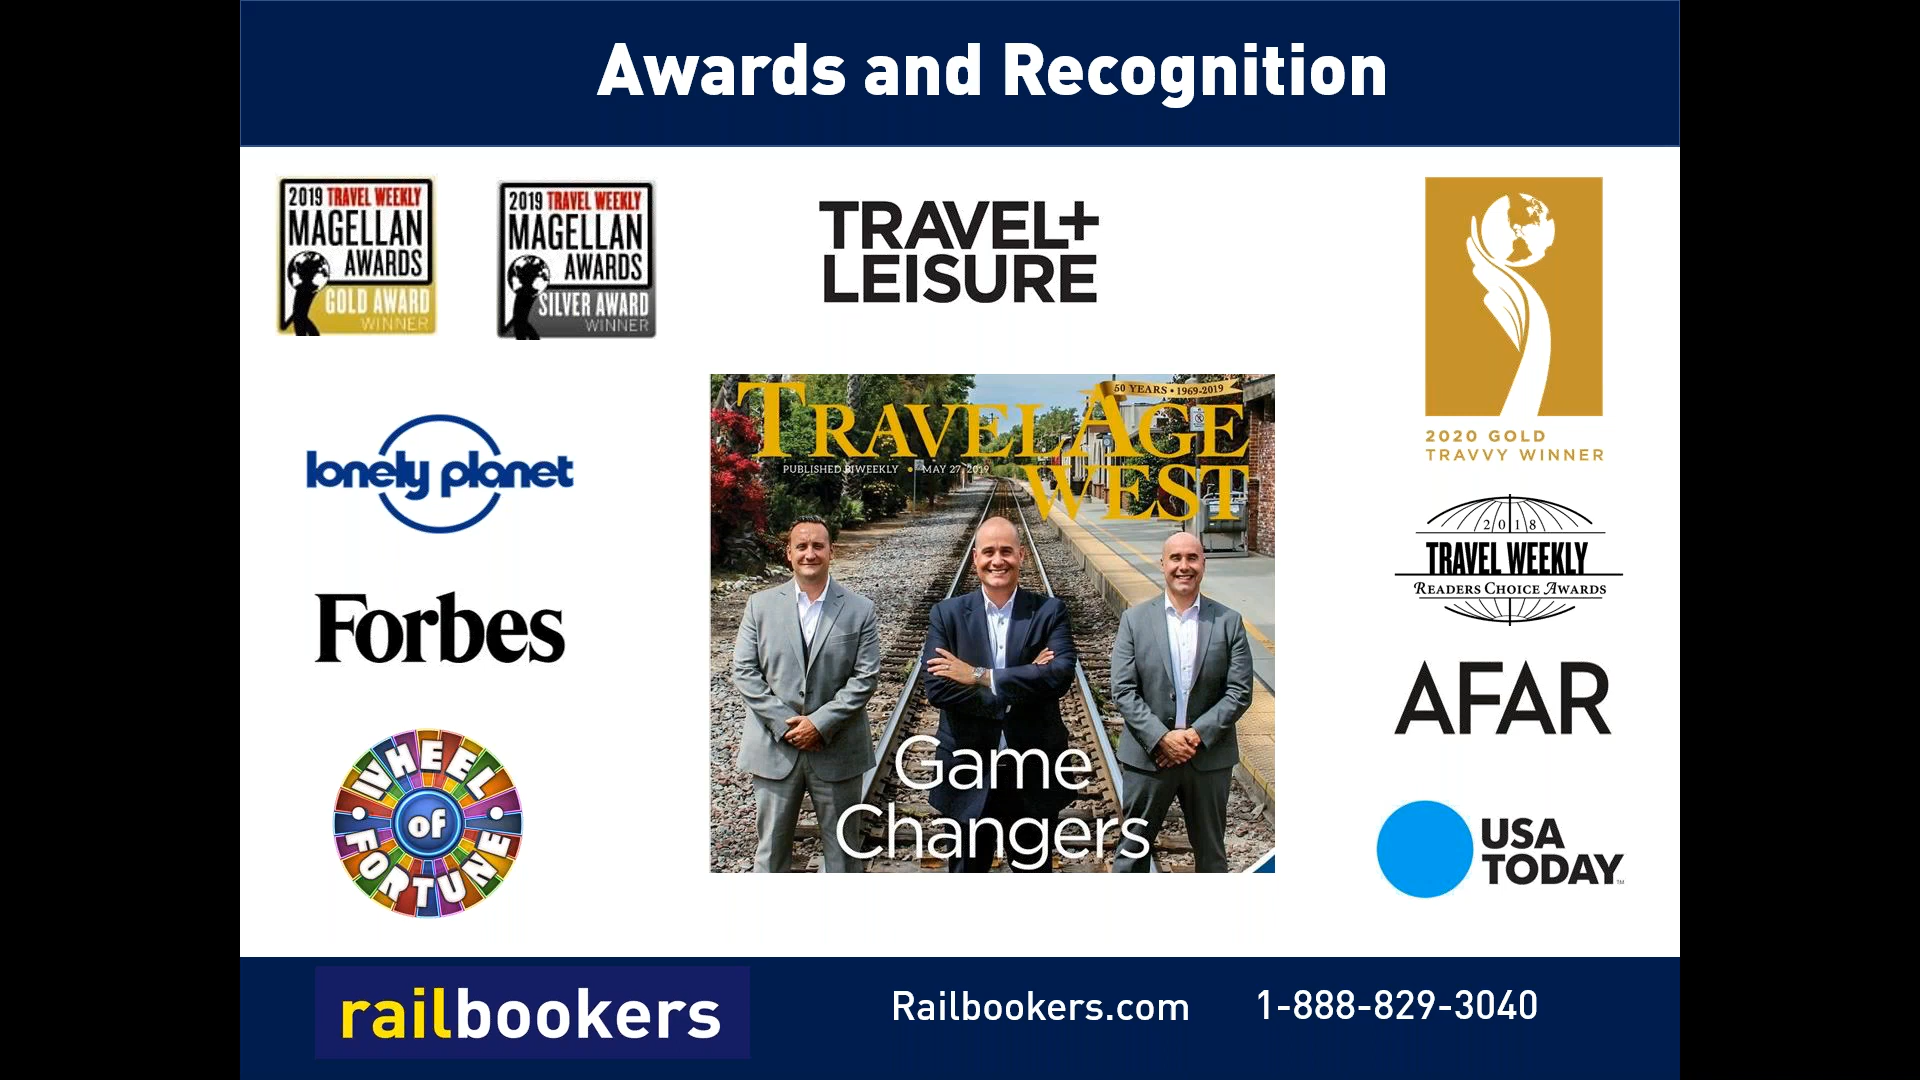 Awards and Recognition
2019 TRAVEL WEEKLY
MAGELLAN
AWARDS
GOLD AWARD
WINNER
2019 TRAVEL WEEKLY
MAGELLAN
AWARDS
SILVER AWARD
WINNER
TRAVEL+
LEISURE
2020 GOLD
TRAVVY WINNER
lonely planet
50 YEARS • 1969-2019
TRAVELAGE
WEST
PUBLISHED BIWEEKLY • MAY 27, 2019
Game
Changers
2018
TRAVEL WEEKLY
READERS CHOICE AWARDS
Forbes
AFAR
WHEEL
OF
FORTUNE
USA
TODAY™
railbookers
Railbookers.com 1-888-829-3040